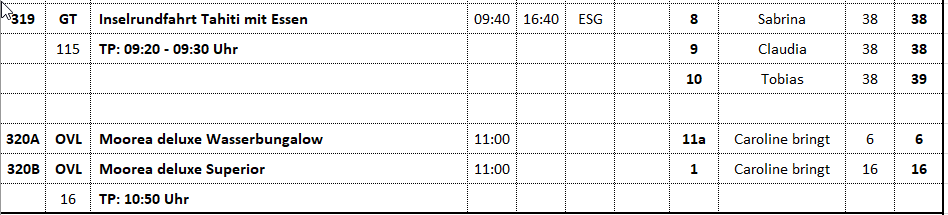 319 GT Inselrundfahrt Tahiti mit Essen 09:40 16:40 ESG 8 Sabrina 38 38
115 TP: 09:20 - 09:30 Uhr 9 Claudia 38 38
10 Tobias 38 39
320A OVL Moorea deluxe Wasserbungalow 11:00 11a Caroline bringt 6 6
320B OVL Moorea deluxe Superior 11:00 1 Caroline bringt 16 16
16 TP: 10:50 Uhr